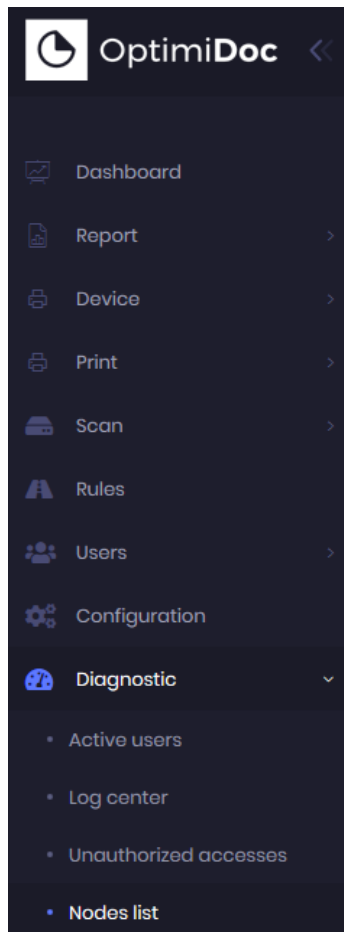 OptimiDoc
Dashboard
Report
Device
Print
Scan
Rules
Users
Configuration
Diagnostic
Active users
Log center
Unauthorized accesses
Nodes list